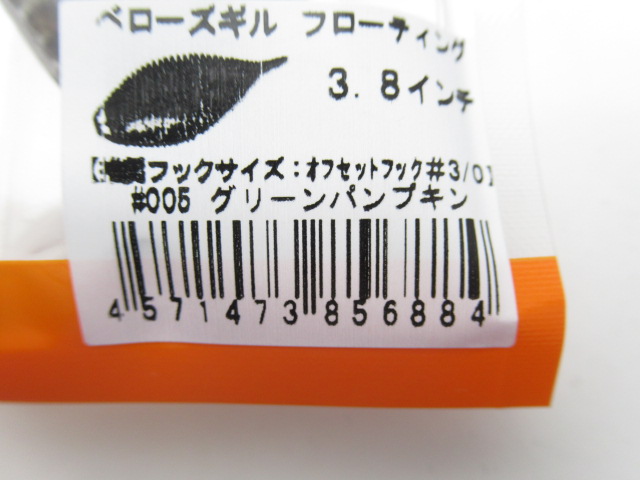 ベローズギル フローティング
3.8インチ
フックサイズ:オフセットフック#3/0】
#005 グリーンパンプキン
4571473856884